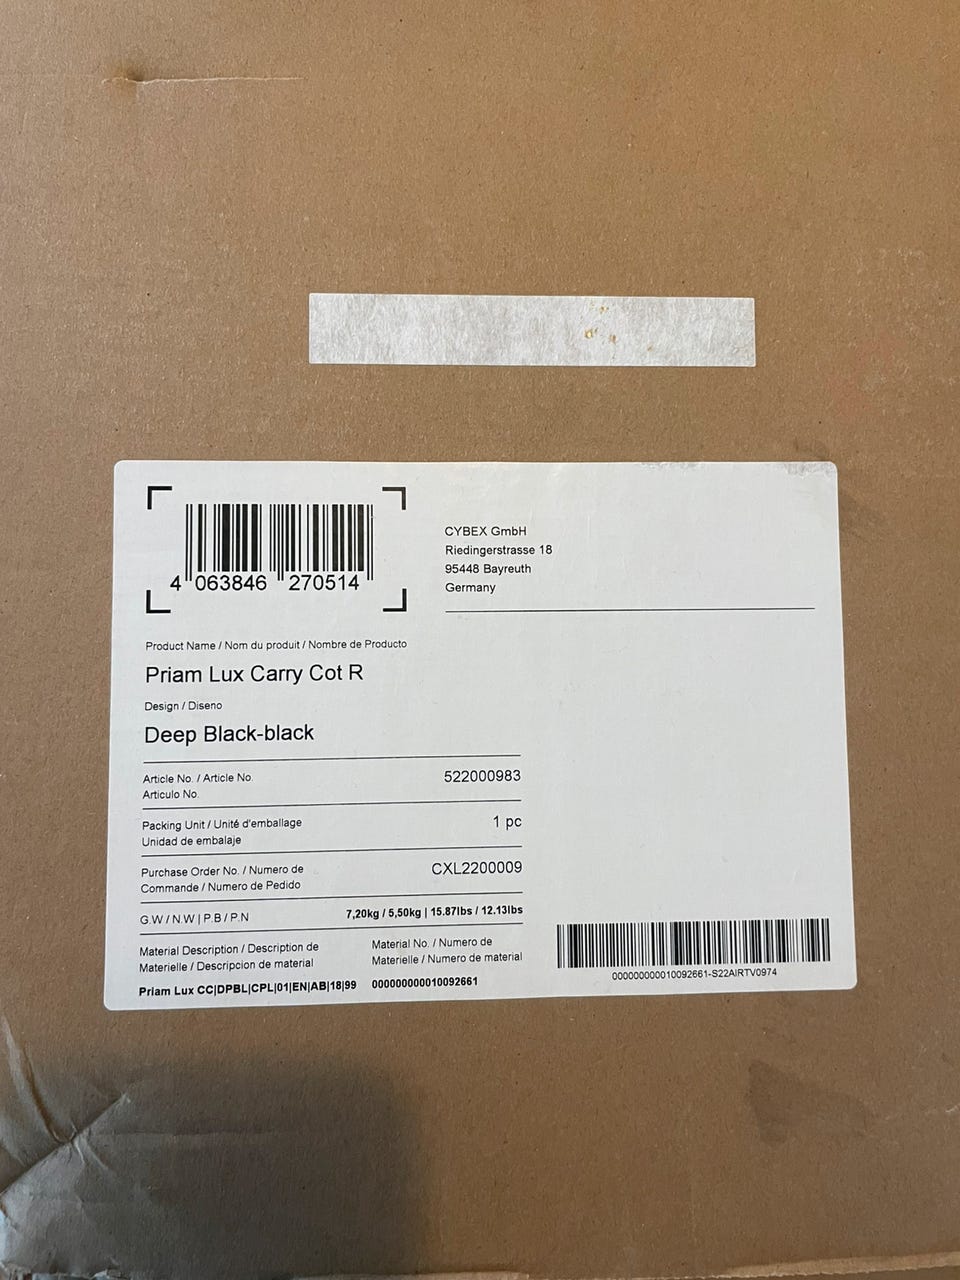 4 063846 270514
CYBEX GmbH
Riedingerstrasse 18
95448 Bayreuth
Germany
Product Name / Nom du produit / Nombre de Producto
Priam Lux Carry Cot R
Design / Diseno
Deep Black-black
Article No. / Article No.
Articulo No.
522000983
Packing Unit / Unité d'emballage
Unidad de embalaje
1 pc
Purchase Order No. / Numero de
Commande / Numero de Pedido
CXL2200009
G.W / N.W | P.B / P.N
7,20kg / 5,50kg | 15.87lbs / 12.13lbs
Material Description / Description de
Materielle / Descripcion de material
Priam Lux CC|DPBL|CPL|01|EN|AB|18|99
Material No. / Numero de
Materielle / Numero de material
000000000010092661
000000000010092661-S22AIRTV0974